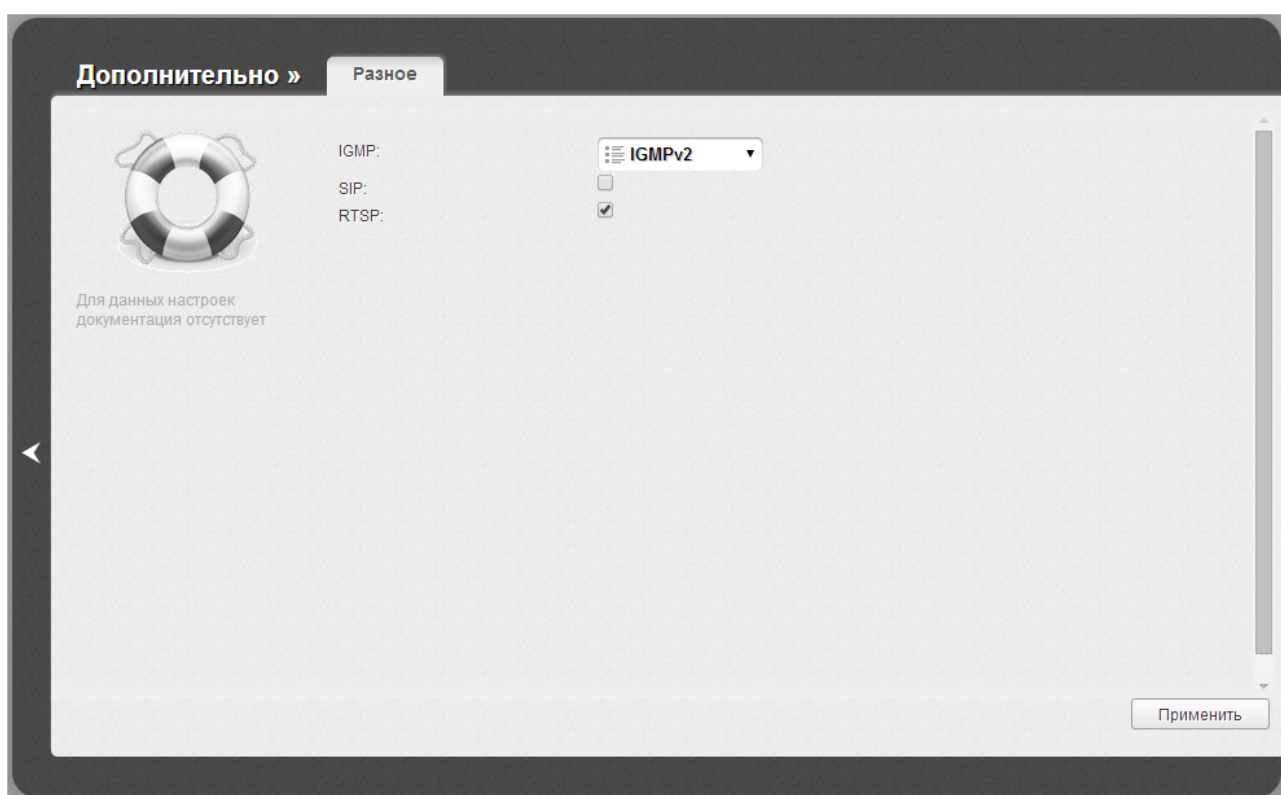 Дополнительно »
Разное
IGMP:
IGMPv2
SIP:
RTSP:
Для данных настроек
документация отсутствует
Применить